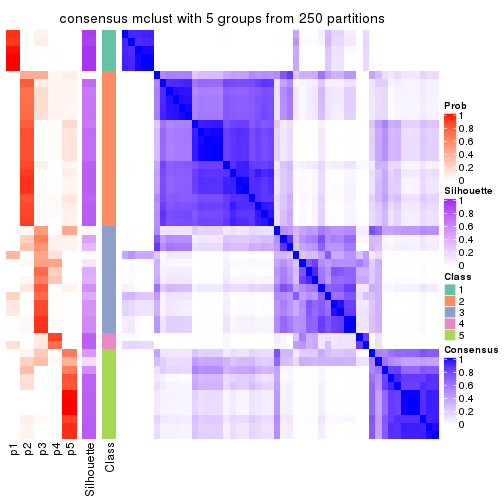 consensus mclust with 5 groups from 250 partitions
Prob
1
0.8
0.6
0.4
0.2
0
Silhouette
1
0.8
0.6
0.4
0.2
0
Class
1
2
3
4
5
Consensus
1
0.8
0.6
0.4
0.2
0
p1
p2
p3
p4
p5
Silhouette
Class